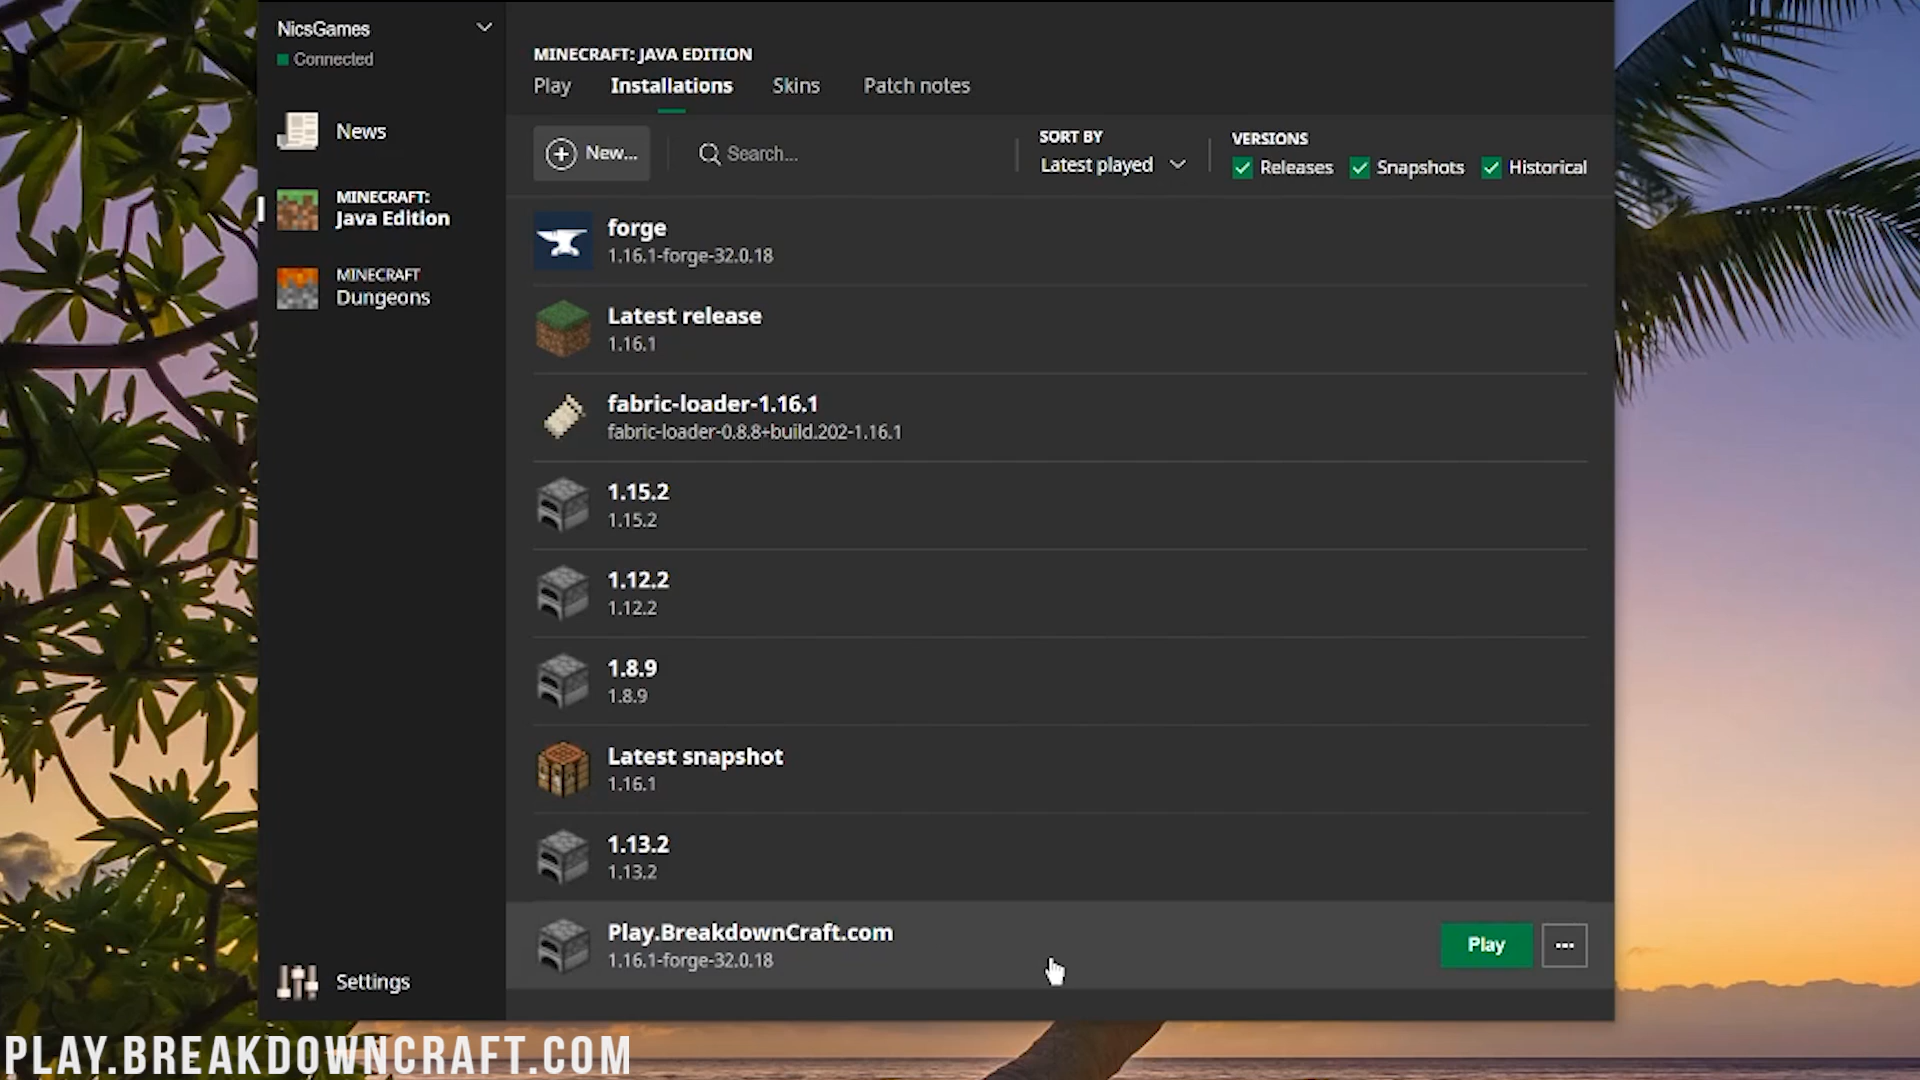 NicsGames
Connected
News
MINECRAFT:
Java Edition
MINECRAFT
Dungeons
Settings
MINECRAFT: JAVA EDITION
Play Installations Skins Patch notes
New... Search...
SORT BY
Latest played
VERSIONS
Releases Snapshots Historical
forge
1.16.1-forge-32.0.18
Latest release
1.16.1
fabric-loader-1.16.1
fabric-loader-0.8.8+build.202-1.16.1
1.15.2
1.15.2
1.12.2
1.12.2
1.8.9
1.8.9
Latest snapshot
1.16.1
1.13.2
1.13.2
Play.BreakdownCraft.com
1.16.1-forge-32.0.18
Play ...
PLAY.BREAKDOWNCRAFT.COM